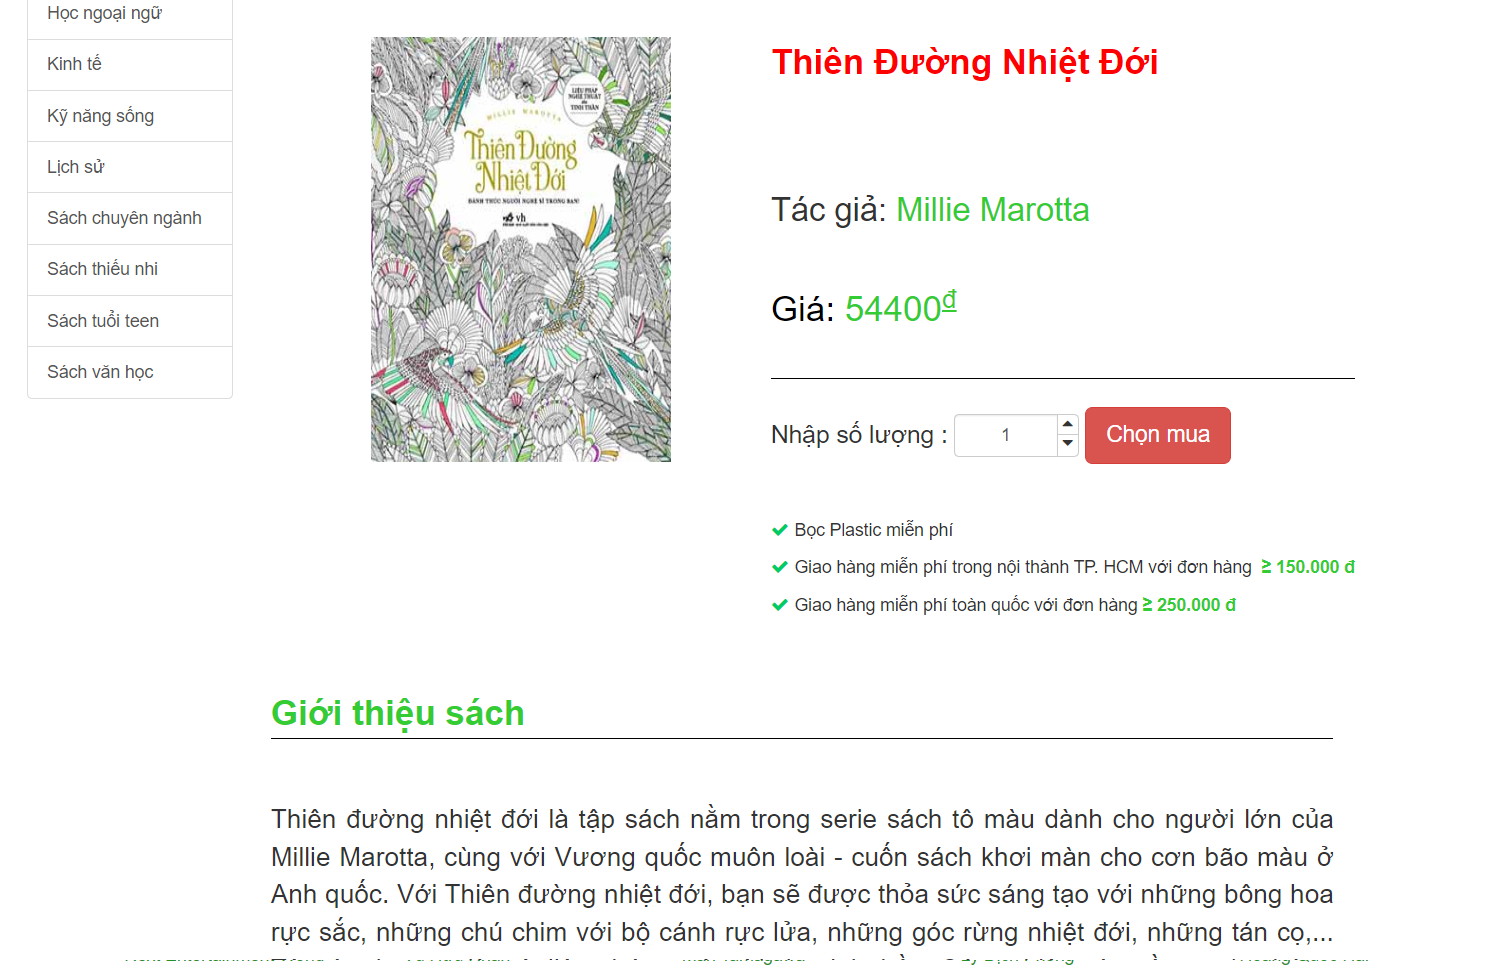 Học ngoại ngữ
Kinh tế
Kỹ năng sống
Lịch sử
Sách chuyên ngành
Sách thiếu nhi
Sách tuổi teen
Sách văn học
LIỆU PHÁP
NGHỆ THUẬT
TINH THẦN
MILLIE MAROTTA
Thiên Đường
Nhiệt Đới
ĐÁNH THỨC NGƯỜI NGHỆ SĨ TRONG BẠN!
Thiên Đường Nhiệt Đới
Tác giả: Millie Marotta
Giá: 54400đ
Nhập số lượng : 1 Chọn mua
Bọc Plastic miễn phí
Giao hàng miễn phí trong nội thành TP. HCM với đơn hàng ≥ 150.000 đ
Giao hàng miễn phí toàn quốc với đơn hàng ≥ 250.000 đ
Giới thiệu sách
Thiên đường nhiệt đới là tập sách nằm trong serie sách tô màu dành cho người lớn của
Millie Marotta, cùng với Vương quốc muôn loài - cuốn sách khơi màn cho cơn bão màu ở
Anh quốc. Với Thiên đường nhiệt đới, bạn sẽ được thỏa sức sáng tạo với những bông hoa
rực sắc, những chú chim với bộ cánh rực lửa, những góc rừng nhiệt đới, những tán cọ,...